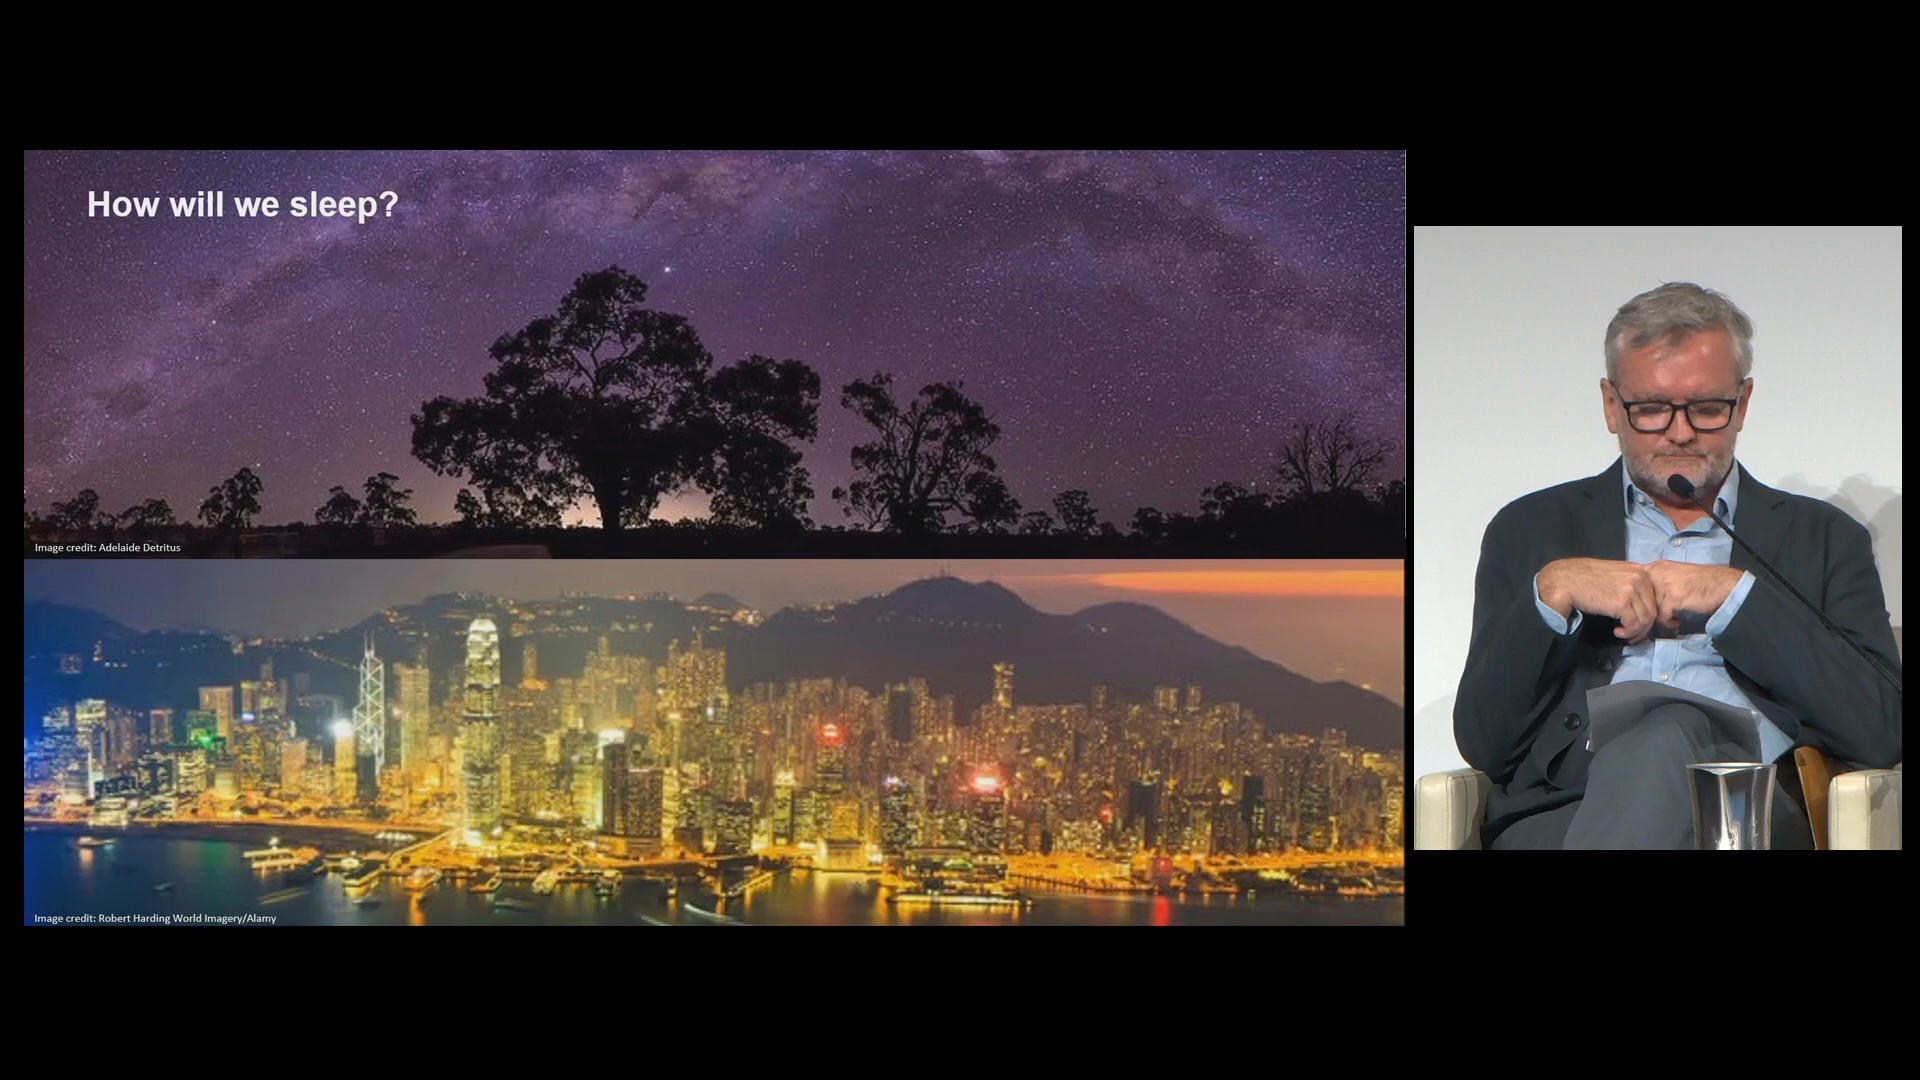 How will we sleep?
Image credit: Adelaide Detritus
Image credit: Robert Harding World Imagery/Alamy